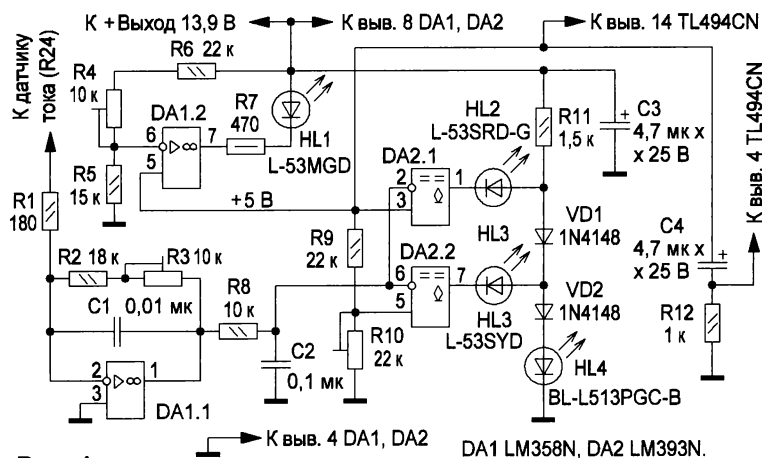 К +Выход 13,9 В
К выв. 8 DA1, DA2
К выв. 14 TL494CN
К датчику
тока (R24)
R6 22 к
R4
10 к
DA1.2
R7
470
HL1
L-53MGD
6
7
5
▷∞
R5
15 к
+5 В
HL2
L-53SRD-G
R11
1,5 к
C3
4,7 мк х
х 25 В
К выв. 4 TL494CN
DA2.1
2
1
3
R1
180
R9
22 к
HL3
VD1
1N4148
C4
4,7 мк х
х 25 В
R2 18 к
R3 10 к
DA2.2
6
7
5
C1
0,01 мк
R8
10 к
HL3
L-53SYD
VD2
1N4148
R12
1 к
R10
22 к
C2
0,1 мк
HL4
BL-L513PGC-B
2
1
3
▷∞
DA1.1
К выв. 4 DA1, DA2
DA1 LM358N, DA2 LM393N.